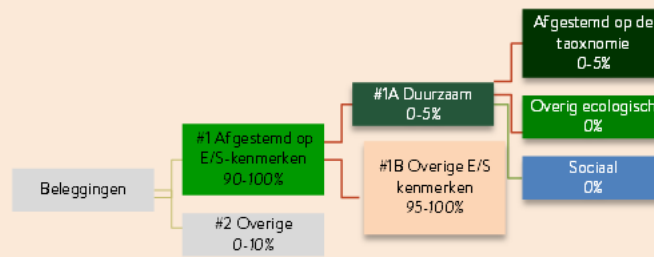 Beleggingen
#1 Afgestemd op
E/S-kenmerken
90-100%
#2 Overige
0-10%
#1A Duurzaam
0-5%
#1B Overige E/S
kenmerken
95-100%
Afgestemd op de
taoxnomie
0-5%
Overig ecologisch
0%
Sociaal
0%